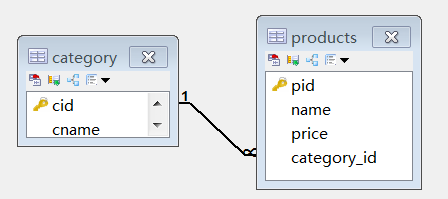 category
cid
cname
1
∞
products
pid
name
price
category_id